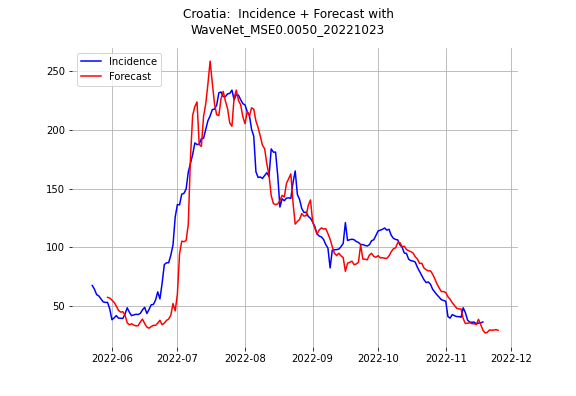 Croatia:  Incidence + Forecast with
WaveNet_MSE0.0050_20221023
Incidence
Forecast
250
200
150
100
50
2022-06 2022-07 2022-08 2022-09 2022-10 2022-11 2022-12